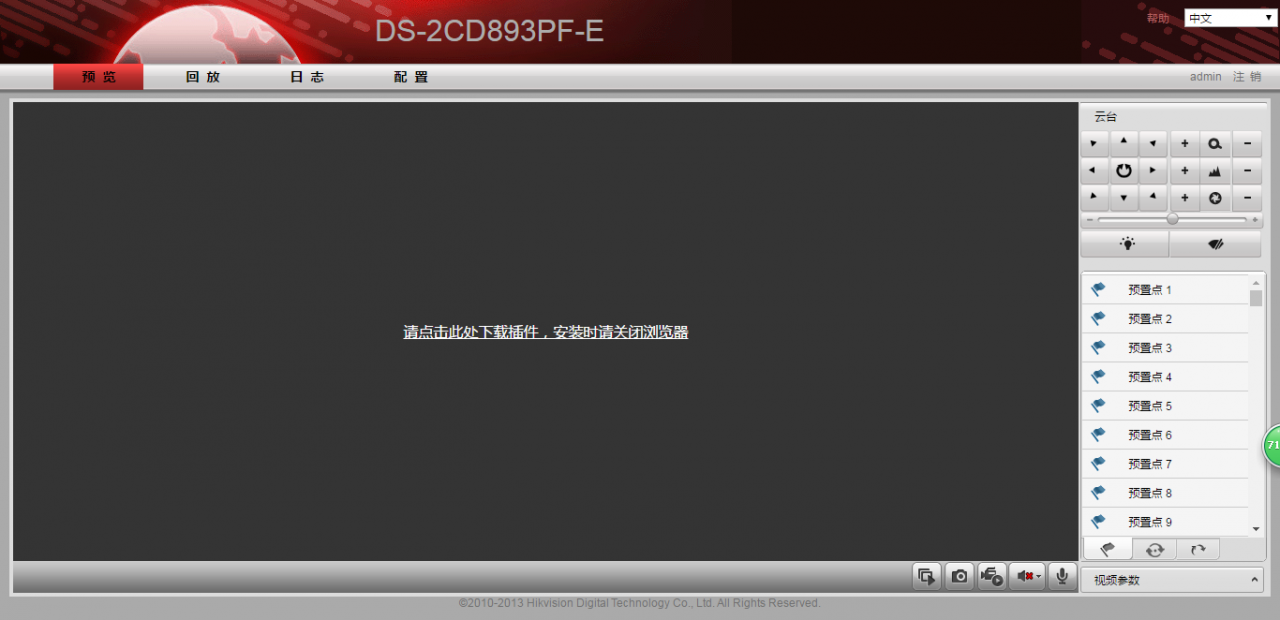 DS-2CD893PF-E
帮助 中文
预览 回放 日志 配置 admin 注销
云台
请点击此处下载插件，安装时请关闭浏览器
预置点 1
预置点 2
预置点 3
预置点 4
预置点 5
预置点 6
预置点 7
预置点 8
预置点 9
71
视频参数
©2010-2013 Hikvision Digital Technology Co., Ltd. All Rights Reserved.